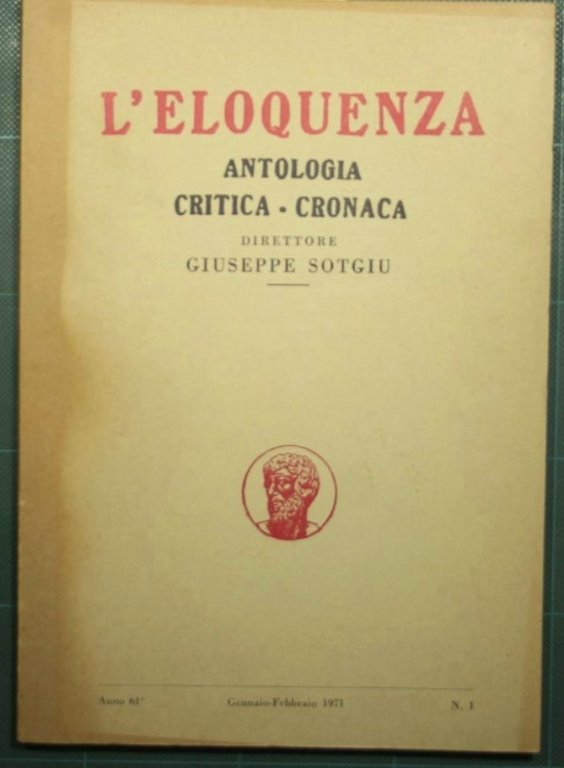 L'ELOQUENZA
ANTOLOGIA
CRITICA - CRONACA
DIRETTORE
GIUSEPPE SOTGIU
Anno 61° Gennaio-Febbraio 1971 N. 1